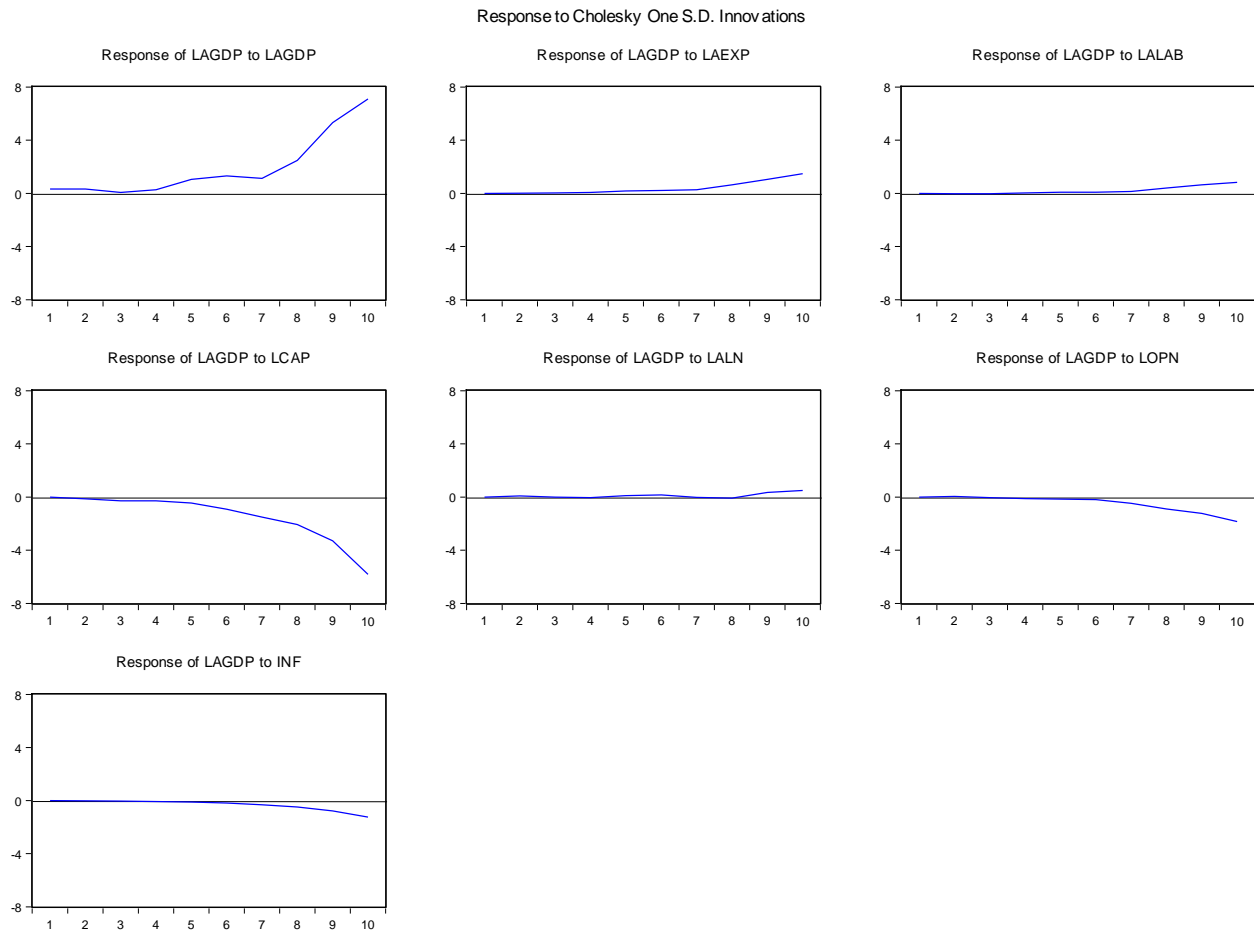 Response to Cholesky One S.D. Innovations
Response of LAGDP to LAGDP
8
4
0
-4
-8
1 2 3 4 5 6 7 8 9 10
Response of LAGDP to LAEXP
8
4
0
-4
-8
1 2 3 4 5 6 7 8 9 10
Response of LAGDP to LALAB
8
4
0
-4
-8
1 2 3 4 5 6 7 8 9 10
Response of LAGDP to LCAP
8
4
0
-4
-8
1 2 3 4 5 6 7 8 9 10
Response of LAGDP to LALN
8
4
0
-4
-8
1 2 3 4 5 6 7 8 9 10
Response of LAGDP to LOPN
8
4
0
-4
-8
1 2 3 4 5 6 7 8 9 10
Response of LAGDP to INF
8
4
0
-4
-8
1 2 3 4 5 6 7 8 9 10